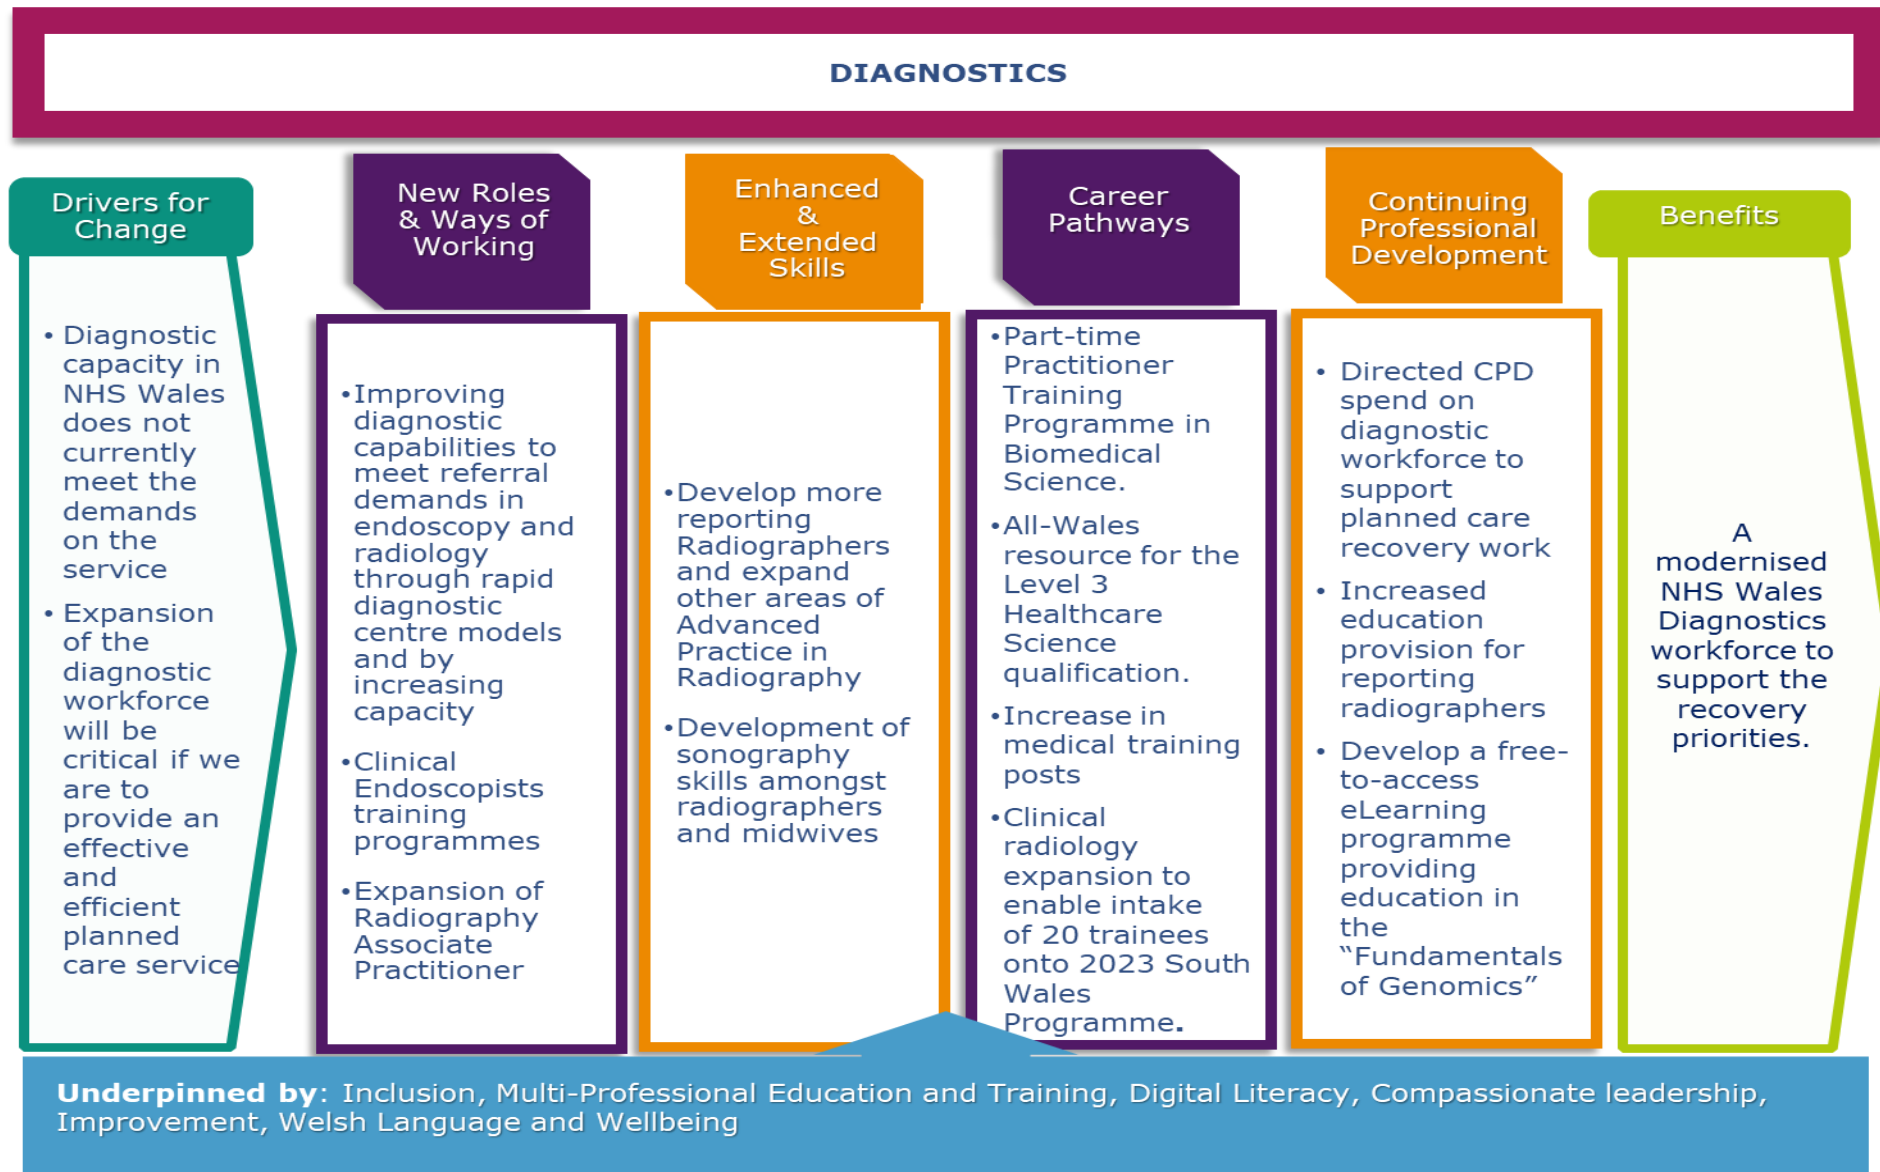 DIAGNOSTICS
Drivers for
Change
• Diagnostic
capacity in
NHS Wales
does not
currently
meet the
demands
on the
service
• Expansion
of the
diagnostic
workforce
will be
critical if we
are to
provide an
effective
and
efficient
planned
care service
New Roles
& Ways of
Working
•Improving
diagnostic
capabilities to
meet referral
demands in
endoscopy and
radiology
through rapid
diagnostic
centre models
and by
increasing
capacity
•Clinical
Endoscopists
training
programmes
•Expansion of
Radiography
Associate
Practitioner
Enhanced
&
Extended
Skills
•Develop more
reporting
Radiographers
and expand
other areas of
Advanced
Practice in
Radiography
•Development of
sonography
skills amongst
radiographers
and midwives
Career
Pathways
•Part-time
Practitioner
Training
Programme in
Biomedical
Science.
•All-Wales
resource for the
Level 3
Healthcare
Science
qualification.
•Increase in
medical training
posts
•Clinical
radiology
expansion to
enable intake
of 20 trainees
onto 2023 South
Wales
Programme.
Continuing
Professional
Development
• Directed CPD
spend on
diagnostic
workforce to
support
planned care
recovery work
• Increased
education
provision for
reporting
radiographers
• Develop a free-
to-access
eLearning
programme
providing
education in
the
“Fundamentals
of Genomics”
Benefits
A
modernised
NHS Wales
Diagnostics
workforce to
support the
recovery
priorities.
Underpinned by: Inclusion, Multi-Professional Education and Training, Digital Literacy, Compassionate leadership,
Improvement, Welsh Language and Wellbeing